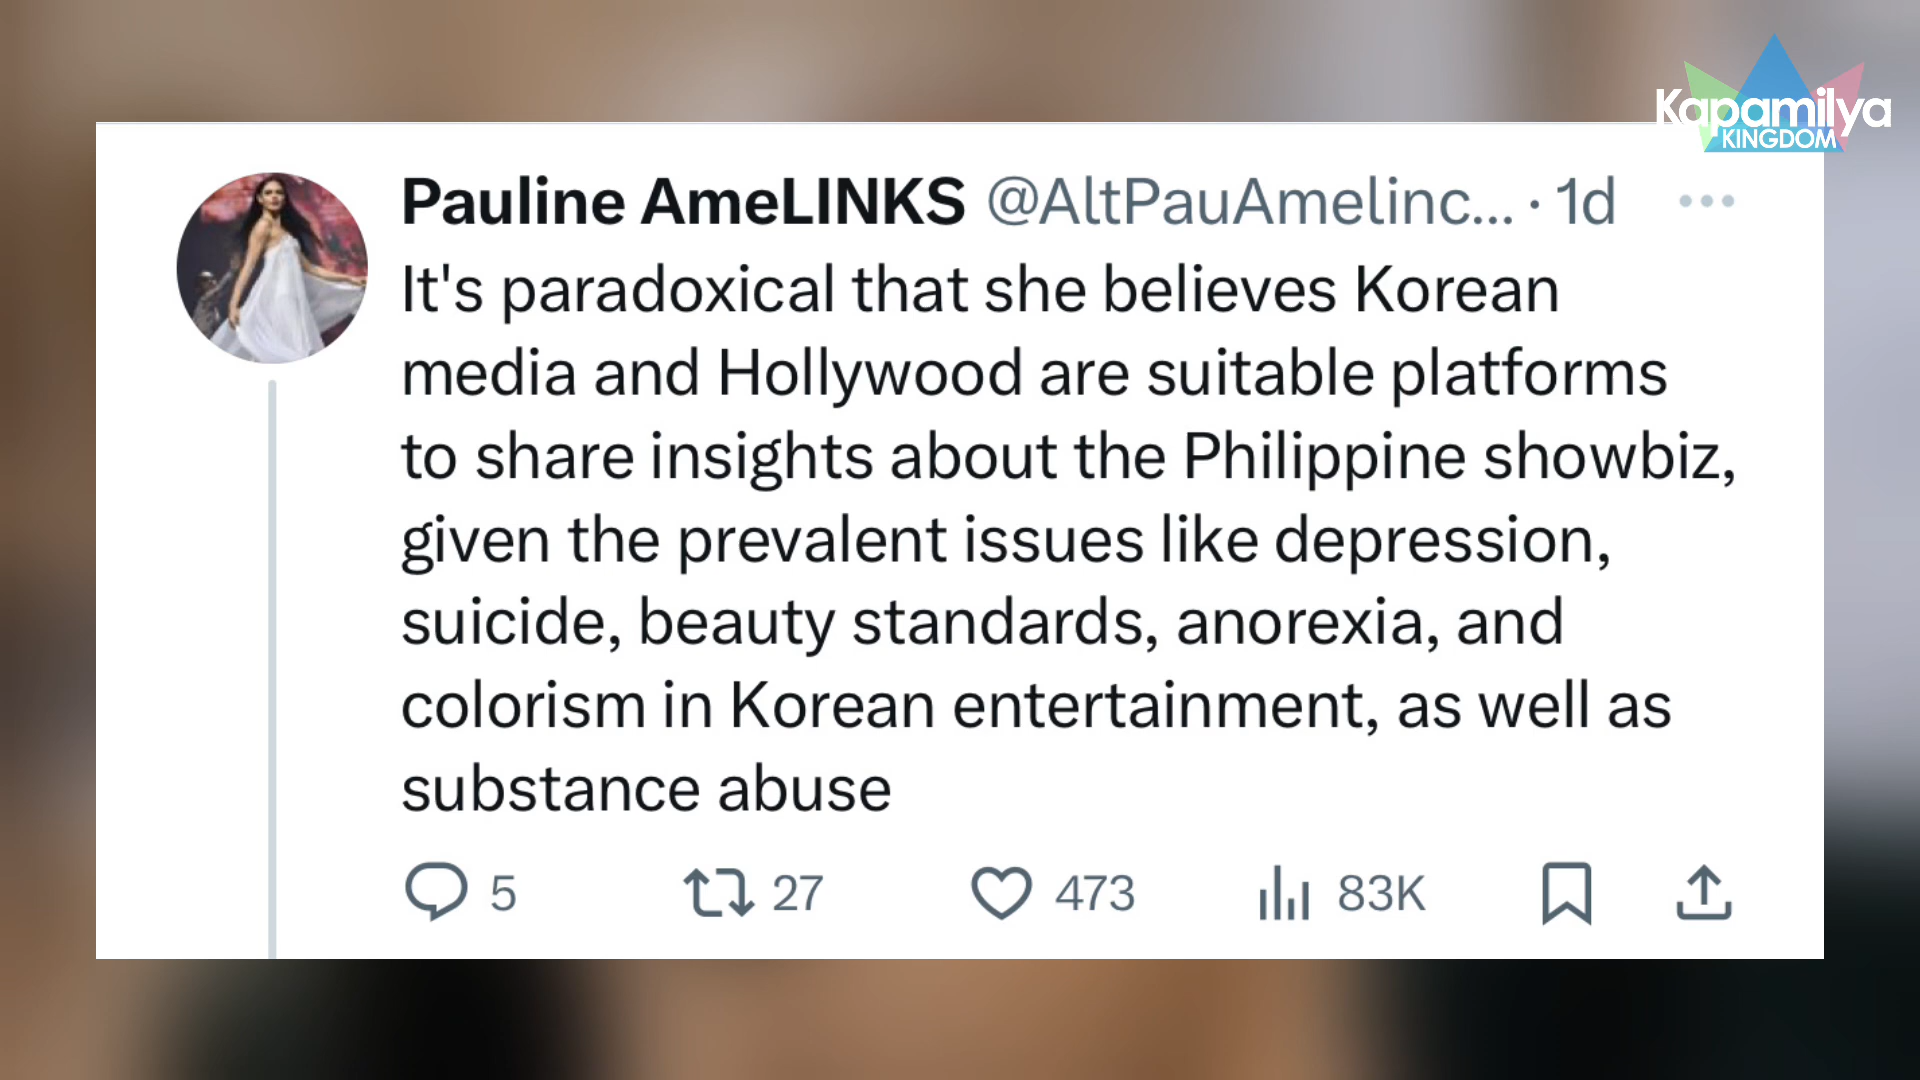 Kapamilya
KINGDOM
Pauline AmeLINKS @AltPauAmelinc... · 1d
It's paradoxical that she believes Korean
media and Hollywood are suitable platforms
to share insights about the Philippine showbiz,
given the prevalent issues like depression,
suicide, beauty standards, anorexia, and
colorism in Korean entertainment, as well as
substance abuse
5 27 473 83K